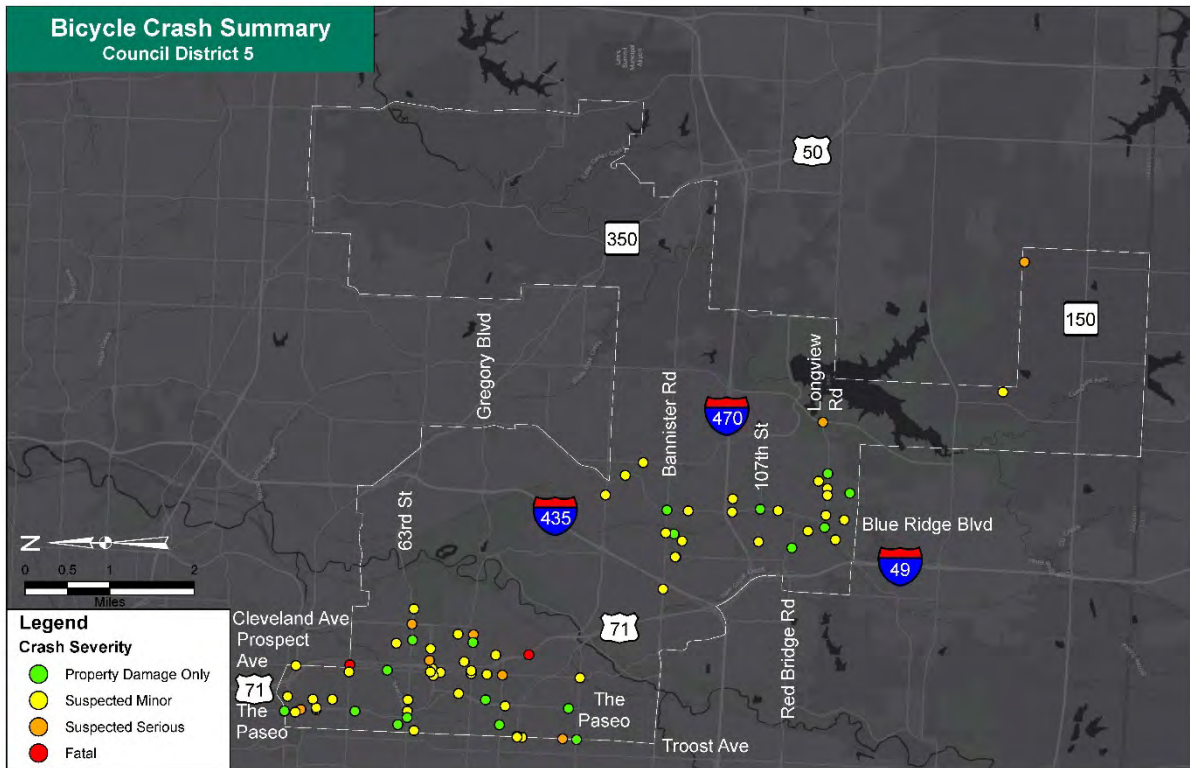 Bicycle Crash Summary
Council District 5
50
350
150
Gregory Blvd
Longview
Rd
Bannister Rd
470
107th St
63rd St
435
Blue Ridge Blvd
49
N
0 0.5 1 2
Miles
71
Red Bridge Rd
Cleveland Ave
Prospect
Ave
71
The
Paseo
The
Paseo
Troost Ave
Legend
Crash Severity
Property Damage Only
Suspected Minor
Suspected Serious
Fatal